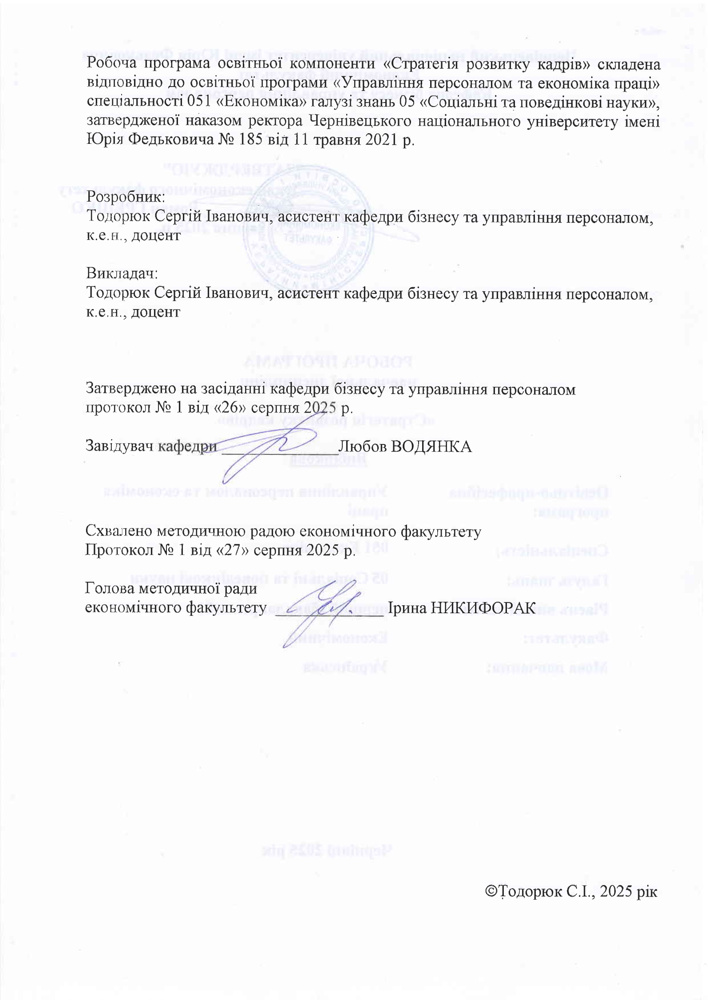 Робоча програма освітньої компоненти «Стратегія розвитку кадрів» складена
відповідно до освітньої програми «Управління персоналом та економіка праці»
спеціальності 051 «Економіка» галузі знань 05 «Соціальні та поведінкові науки»,
затвердженої наказом ректора Чернівецького національного університету імені
Юрія Федьковича № 185 від 11 травня 2021 р.
Розробник:
Тодорюк Сергій Іванович, асистент кафедри бізнесу та управління персоналом,
к.е.н., доцент
Викладач:
Тодорюк Сергій Іванович, асистент кафедри бізнесу та управління персоналом,
к.е.н., доцент
Затверджено на засіданні кафедри бізнесу та управління персоналом
протокол № 1 від «26» серпня 2025 р.
Завідувач кафедри ______________Любов ВОДЯНКА
Схвалено методичною радою економічного факультету
Протокол № 1 від «27» серпня 2025 р.
Голова методичної ради
економічного факультету _____________ Ірина НИКИФОРАК
©Тодорюк С.І., 2025 рік